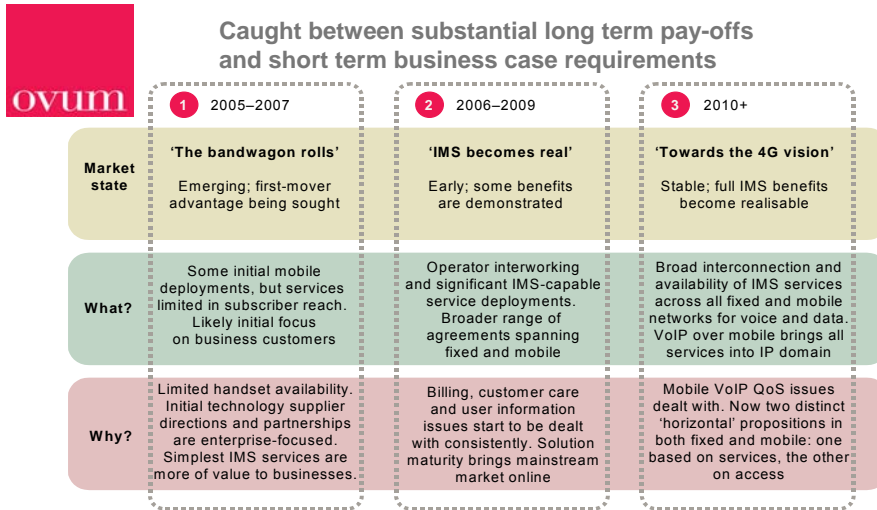 Caught between substantial long term pay-offs
and short term business case requirements
ovum
1 2005–2007
2 2006–2009
3 2010+
Market
state
‘The bandwagon rolls’
Emerging; first-mover
advantage being sought
‘IMS becomes real’
Early; some benefits
are demonstrated
‘Towards the 4G vision’
Stable; full IMS benefits
become realisable
What?
Some initial mobile
deployments, but services
limited in subscriber reach.
Likely initial focus
on business customers
Operator interworking
and significant IMS-capable
service deployments.
Broader range of
agreements spanning
fixed and mobile
Broad interconnection and
availability of IMS services
across all fixed and mobile
networks for voice and data.
VoIP over mobile brings all
services into IP domain
Why?
Limited handset availability.
Initial technology supplier
directions and partnerships
are enterprise-focused.
Simplest IMS services are
more of value to businesses.
Billing, customer care
and user information
issues start to be dealt
with consistently. Solution
maturity brings mainstream
market online
Mobile VoIP QoS issues
dealt with. Now two distinct
‘horizontal’ propositions in
both fixed and mobile: one
based on services, the other
on access